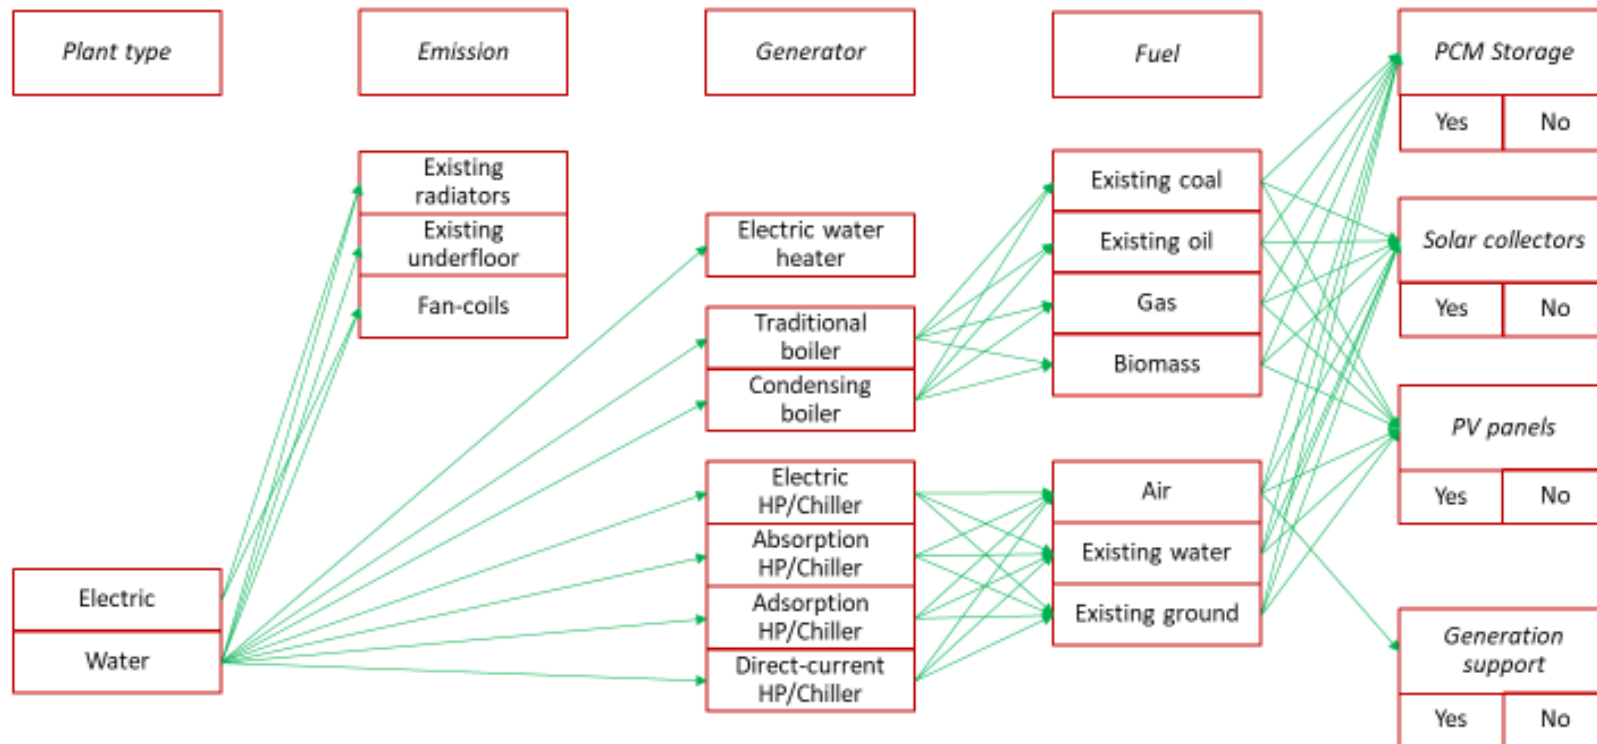 Plant type
Emission
Generator
Fuel
PCM Storage
Yes
No
Existing
radiators
Existing
underfloor
Fan-coils
Electric water
heater
Traditional
boiler
Condensing
boiler
Electric
HP/Chiller
Absorption
HP/Chiller
Adsorption
HP/Chiller
Direct-current
HP/Chiller
Existing coal
Existing oil
Gas
Biomass
Air
Existing water
Existing ground
Solar collectors
Yes
No
PV panels
Yes
No
Generation
support
Yes
No
Electric
Water